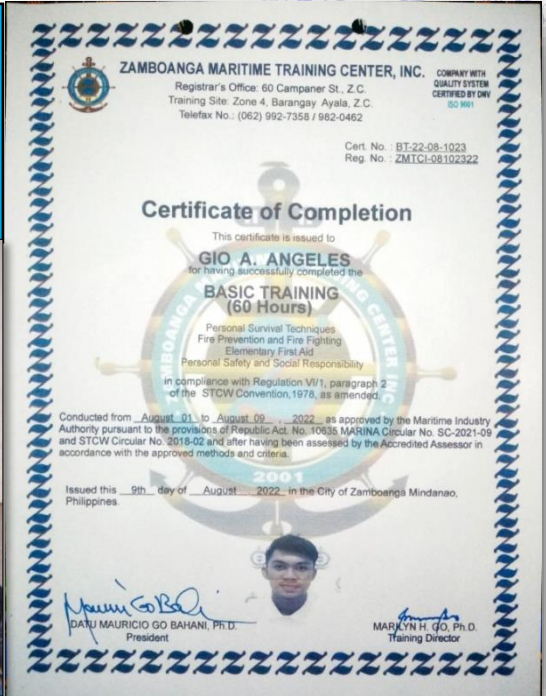 ZAMBOANGA MARITIME TRAINING CENTER, INC.
Registrar's Office: 60 Campaner St., Z.C.
Training Site: Zone 4, Barangay Ayala, Z.C.
Telefax No.: (062) 992-7358 / 982-0462
COMPANY WITH
QUALITY SYSTEM
CERTIFIED BY DNV
ISO 9001
Cert. No. : BT-22-08-1023
Reg. No. : ZMTCI-08102322
Certificate of Completion
This certificate is issued to
GIO A. ANGELES
for having successfully completed the
BASIC TRAINING
(60 Hours)
Personal Survival Techniques
Fire Prevention and Fire Fighting
Elementary First Aid
Personal Safety and Social Responsibility
in compliance with Regulation VI/1, paragraph 2
of the STCW Convention,1978, as amended.
Conducted from August 01 to August 09 , 2022 as approved by the Maritime Industry
Authority pursuant to the provisions of Republic Act. No. 10635 MARINA Circular No. SC-2021-09
and STCW Circular No. 2018-02 and after having been assessed by the Accredited Assessor in
accordance with the approved methods and criteria.
2001
Issued this 9th day of August 2022 in the City of Zamboanga Mindanao,
Philippines.
DATU MAURICIO GO BAHANI, Ph.D.
President
MARILYN H. GO, Ph.D.
Training Director